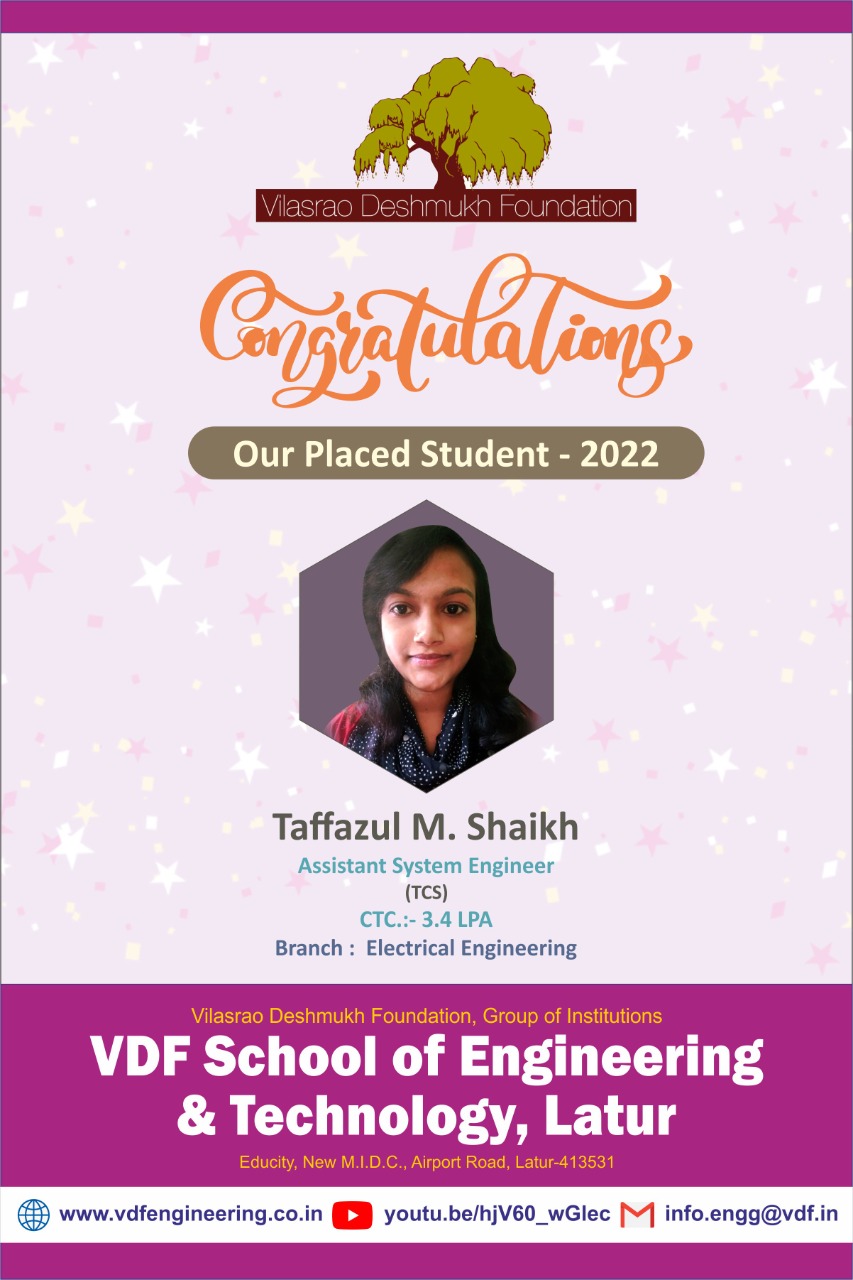 Vilasrao Deshmukh Foundation
Congratulations
Our Placed Student - 2022
Taffazul M. Shaikh
Assistant System Engineer
(TCS)
CTC.:- 3.4 LPA
Branch : Electrical Engineering
Vilasrao Deshmukh Foundation, Group of Institutions
VDF School of Engineering
& Technology, Latur
Educity, New M.I.D.C., Airport Road, Latur-413531
www.vdfengineering.co.in youtu.be/hjV60_wGlec info.engg@vdf.in